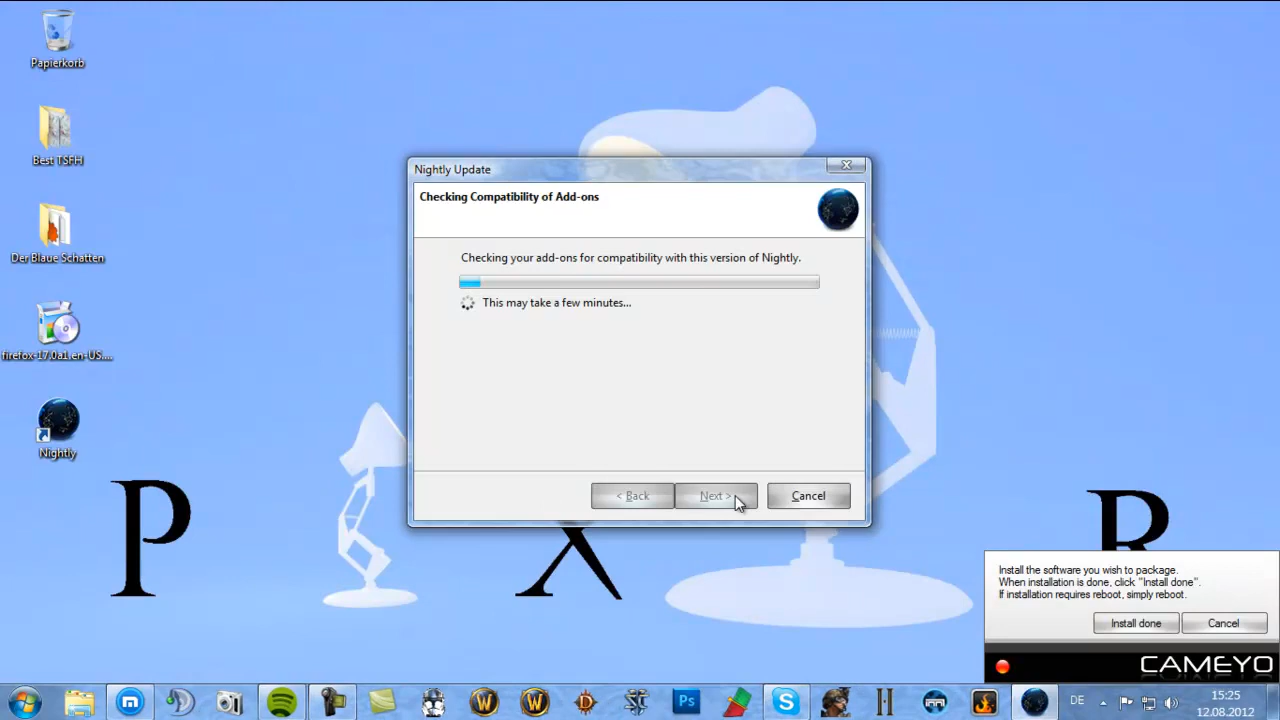 Papierkorb
Best TSFH
Der Blaue Schatten
firefox-17.0a1.en-US....
Nightly
Nightly Update
Checking Compatibility of Add-ons
Checking your add-ons for compatibility with this version of Nightly.
This may take a few minutes...
< Back
Next >
Cancel
P
X
R
Install the software you wish to package.
When installation is done, click "Install done".
If installation requires reboot, simply reboot.
Install done
Cancel
CAMEYO
Ps
DE
15:25
12.08.2012